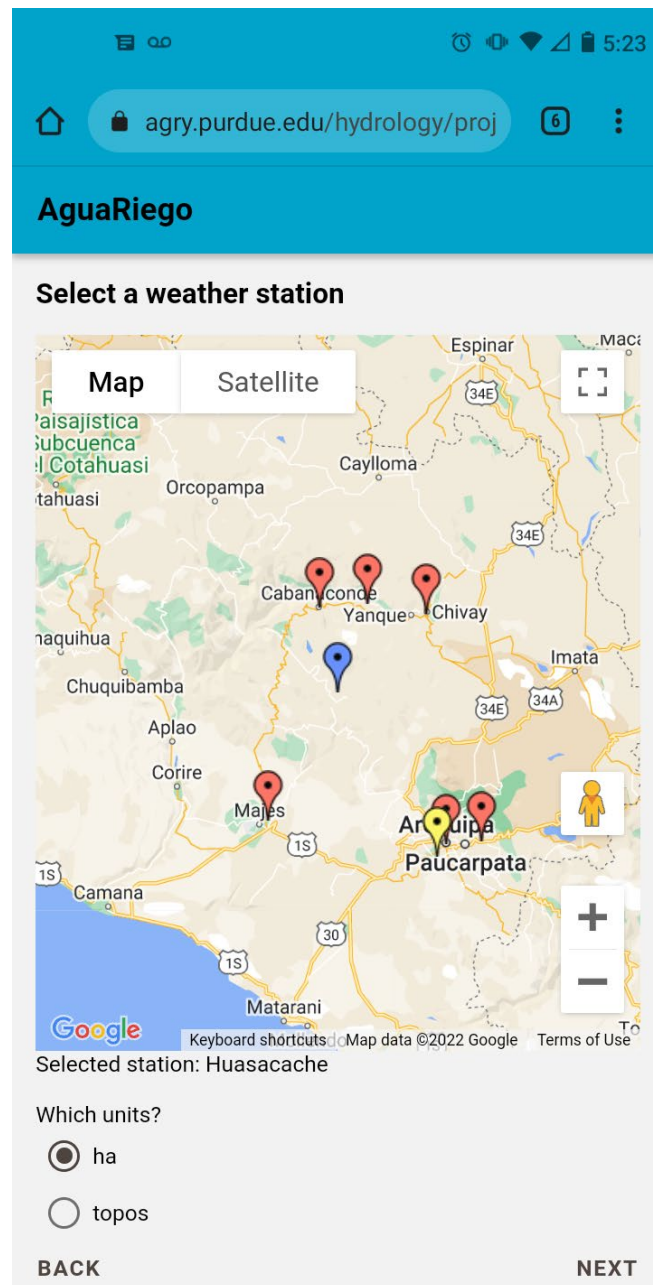 5:23
agry.purdue.edu/hydrology/proj
6
AguaRiego
Select a weather station
Map Satellite
Espinar
34E
Paisajística
Subcuenca
Cotahuasi
Caylloma
Orcopampa
34E
Cabanaconde
Yanque
Chivay
Imata
Chuquibamba
34E
34A
Aplao
Corire
Majes
1S
Arequipa
Paucarpata
1S
Camana
30
1S
Matarani
Google
Keyboard shortcuts Map data ©2022 Google Terms of Use
Selected station: Huasacache
Which units?
ha
topos
BACK NEXT